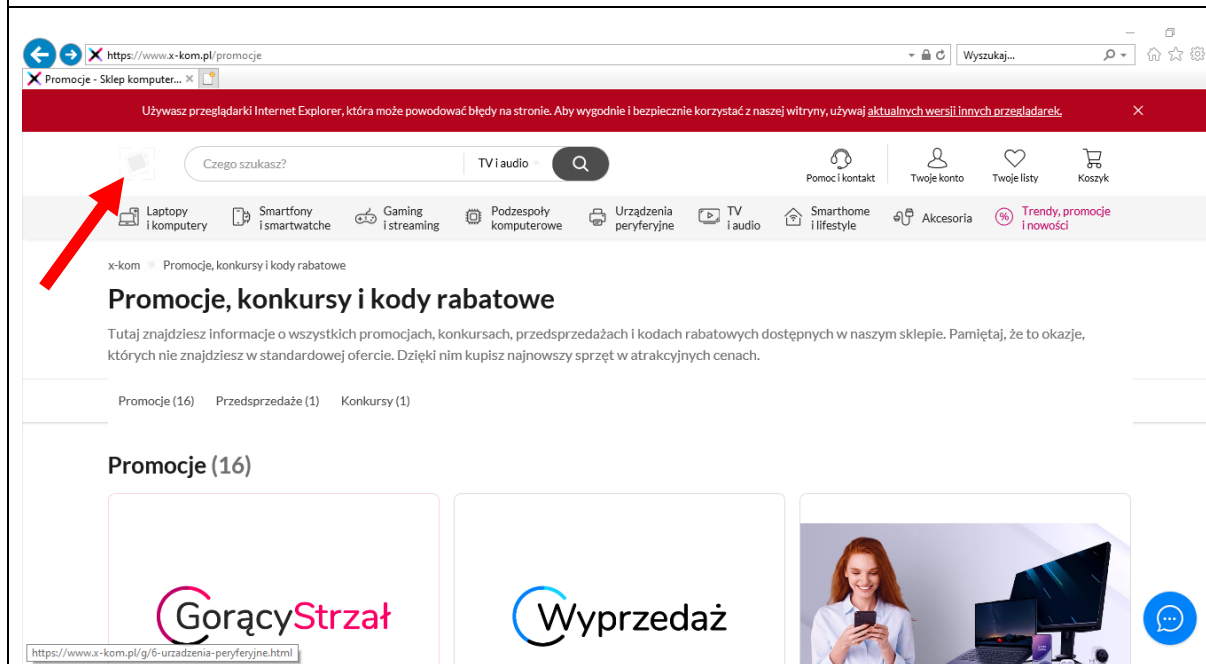 https://www.x-kom.pl/promocje
Wyszukaj...
Promocje - Sklep komputer...
Używasz przeglądarki Internet Explorer, która może powodować błędy na stronie. Aby wygodnie i bezpiecznie korzystać z naszej witryny, używaj aktualnych wersji innych przeglądarek.
Czego szukasz?
TV i audio
Pomoc i kontakt
Twoje konto
Twoje listy
Koszyk
Laptopy
i komputery
Smartfony
i smartwatche
Gaming
i streaming
Podzespoły
komputerowe
Urządzenia
peryferyjne
TV
i audio
Smarthome
i lifestyle
Akcesoria
%
Trendy, promocje
i nowości
x-kom
Promocje, konkursy i kody rabatowe
Promocje, konkursy i kody rabatowe
Tutaj znajdziesz informacje o wszystkich promocjach, konkursach, przedsprzedażach i kodach rabatowych dostępnych w naszym sklepie. Pamiętaj, że to okazje,
których nie znajdziesz w standardowej ofercie. Dzięki nim kupisz najnowszy sprzęt w atrakcyjnych cenach.
Promocje (16)
Przedsprzedaże (1)
Konkursy (1)
Promocje (16)
GorącyStrzał
Wyprzedaż
https://www.x-kom.pl/g/6-urzadzenia-peryferyjne.html